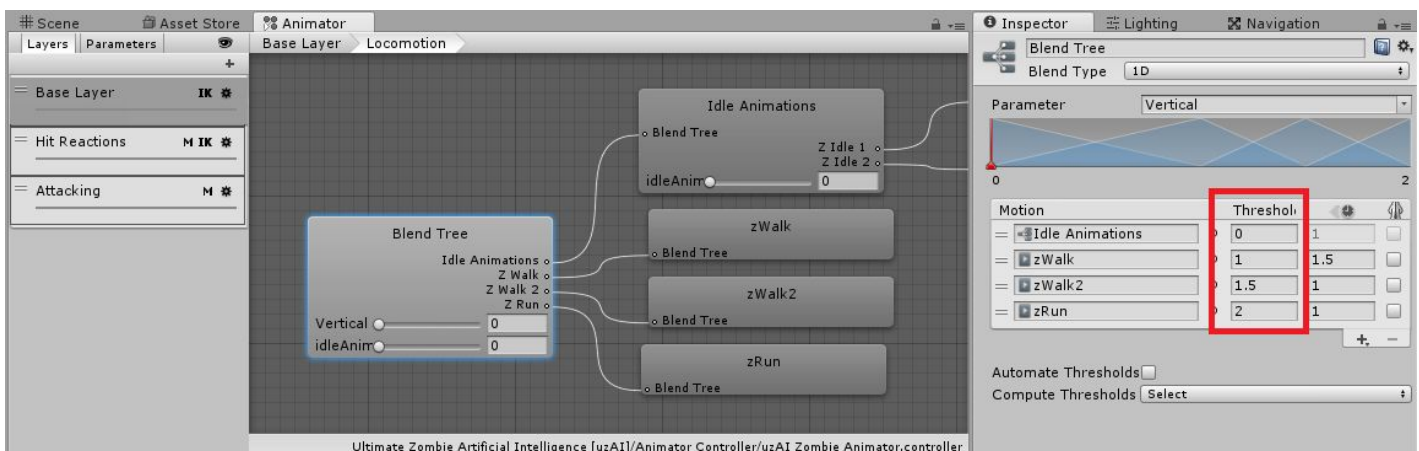 Scene Asset Store Animator
Layers Parameters
Base Layer Locomotion
Base Layer IK
Hit Reactions M IK
Attacking M
Blend Tree
Idle Animations
Z Walk
Z Walk 2
Z Run
Vertical 0
idleAnim 0
Idle Animations
Blend Tree
Z Idle 1
Z Idle 2
idleAnim 0
zWalk
Blend Tree
zWalk2
Blend Tree
zRun
Blend Tree
Ultimate Zombie Artificial Intelligence [uzAI]/Animator Controller/uzAI Zombie Animator.controller
Inspector Lighting Navigation
Blend Tree
Blend Type 1D
Parameter Vertical
0 2
Motion Threshol
Idle Animations 0 1
zWalk 1 1.5
zWalk2 1.5 1
zRun 2 1
Automate Thresholds
Compute Thresholds Select